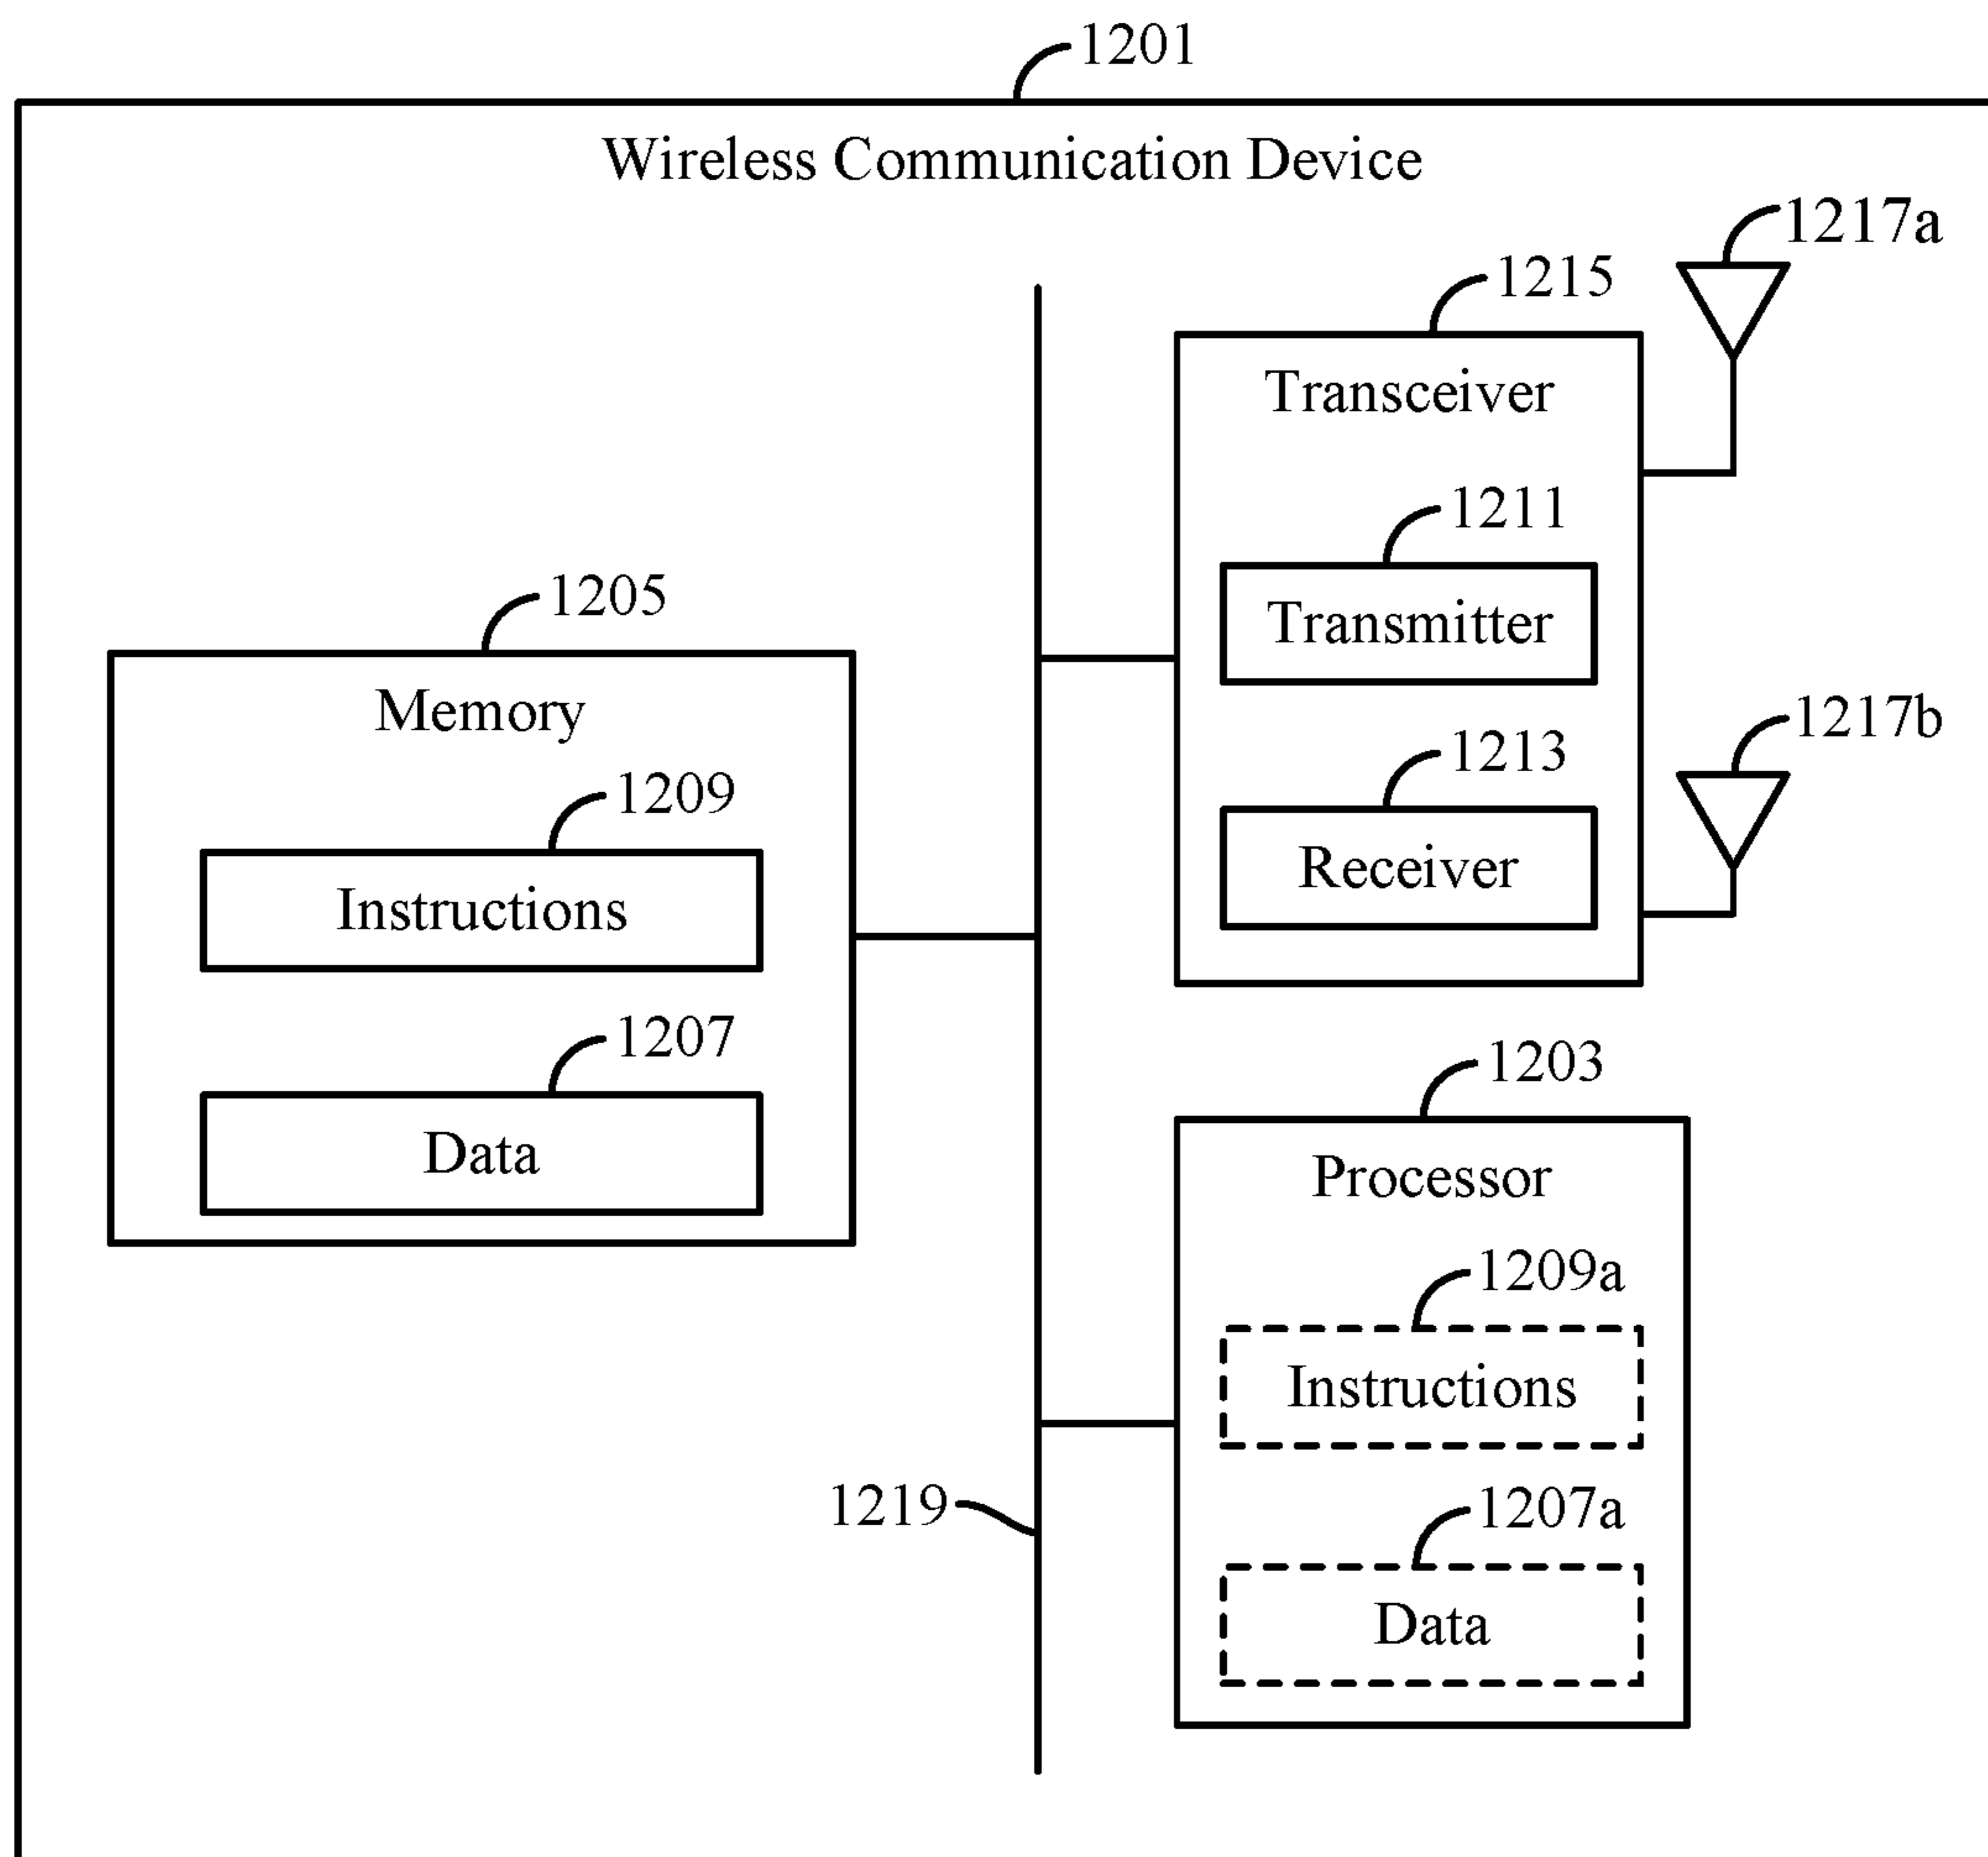 1201
Wireless Communication Device
1217a
1215
Transceiver
1211
Transmitter
1205
Memory
1217b
1213
1209
Receiver
Instructions
1207
1203
Data
Processor
1209a
Instructions
1219
1207a
Data